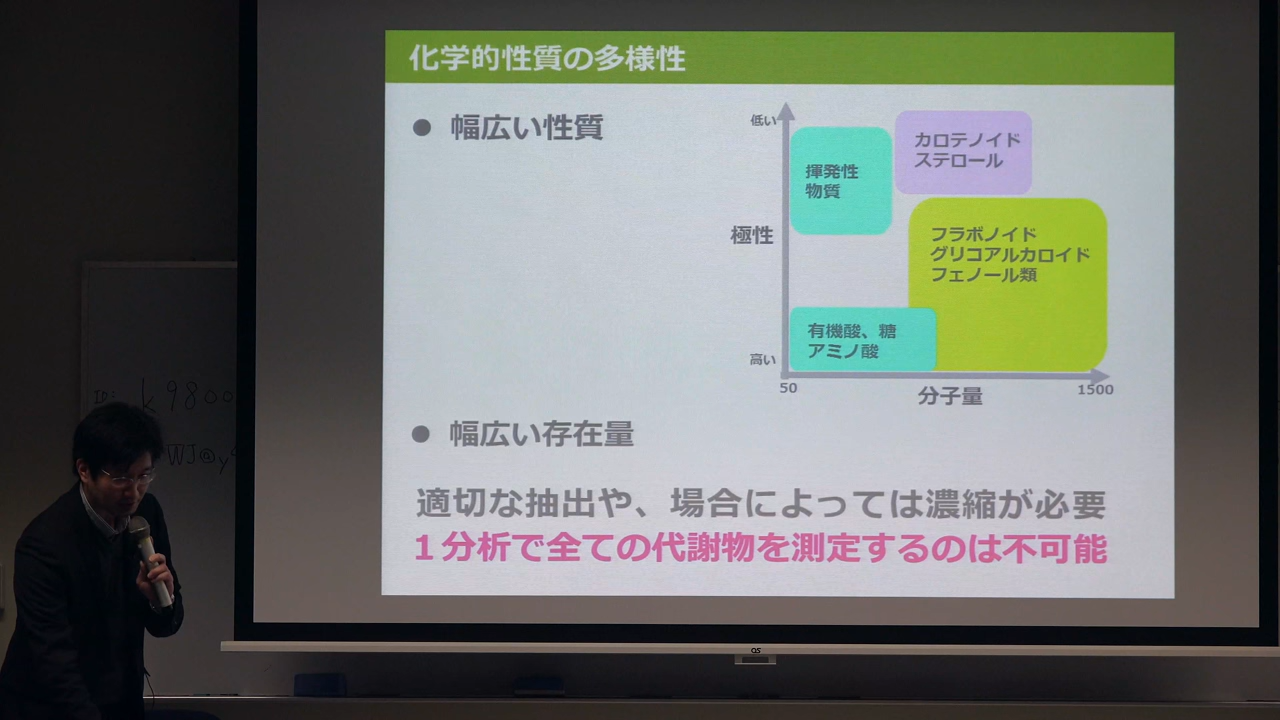 化学的性質の多様性
● 幅広い性質
低い
極性
高い
揮発性
物質
カロテノイド
ステロール
フラボノイド
グリコアルカロイド
フェノール類
有機酸、糖
アミノ酸
50
分子量
1500
● 幅広い存在量
適切な抽出や、場合によっては濃縮が必要
１分析で全ての代謝物を測定するのは不可能
ID: k9800
WJ@y
OS